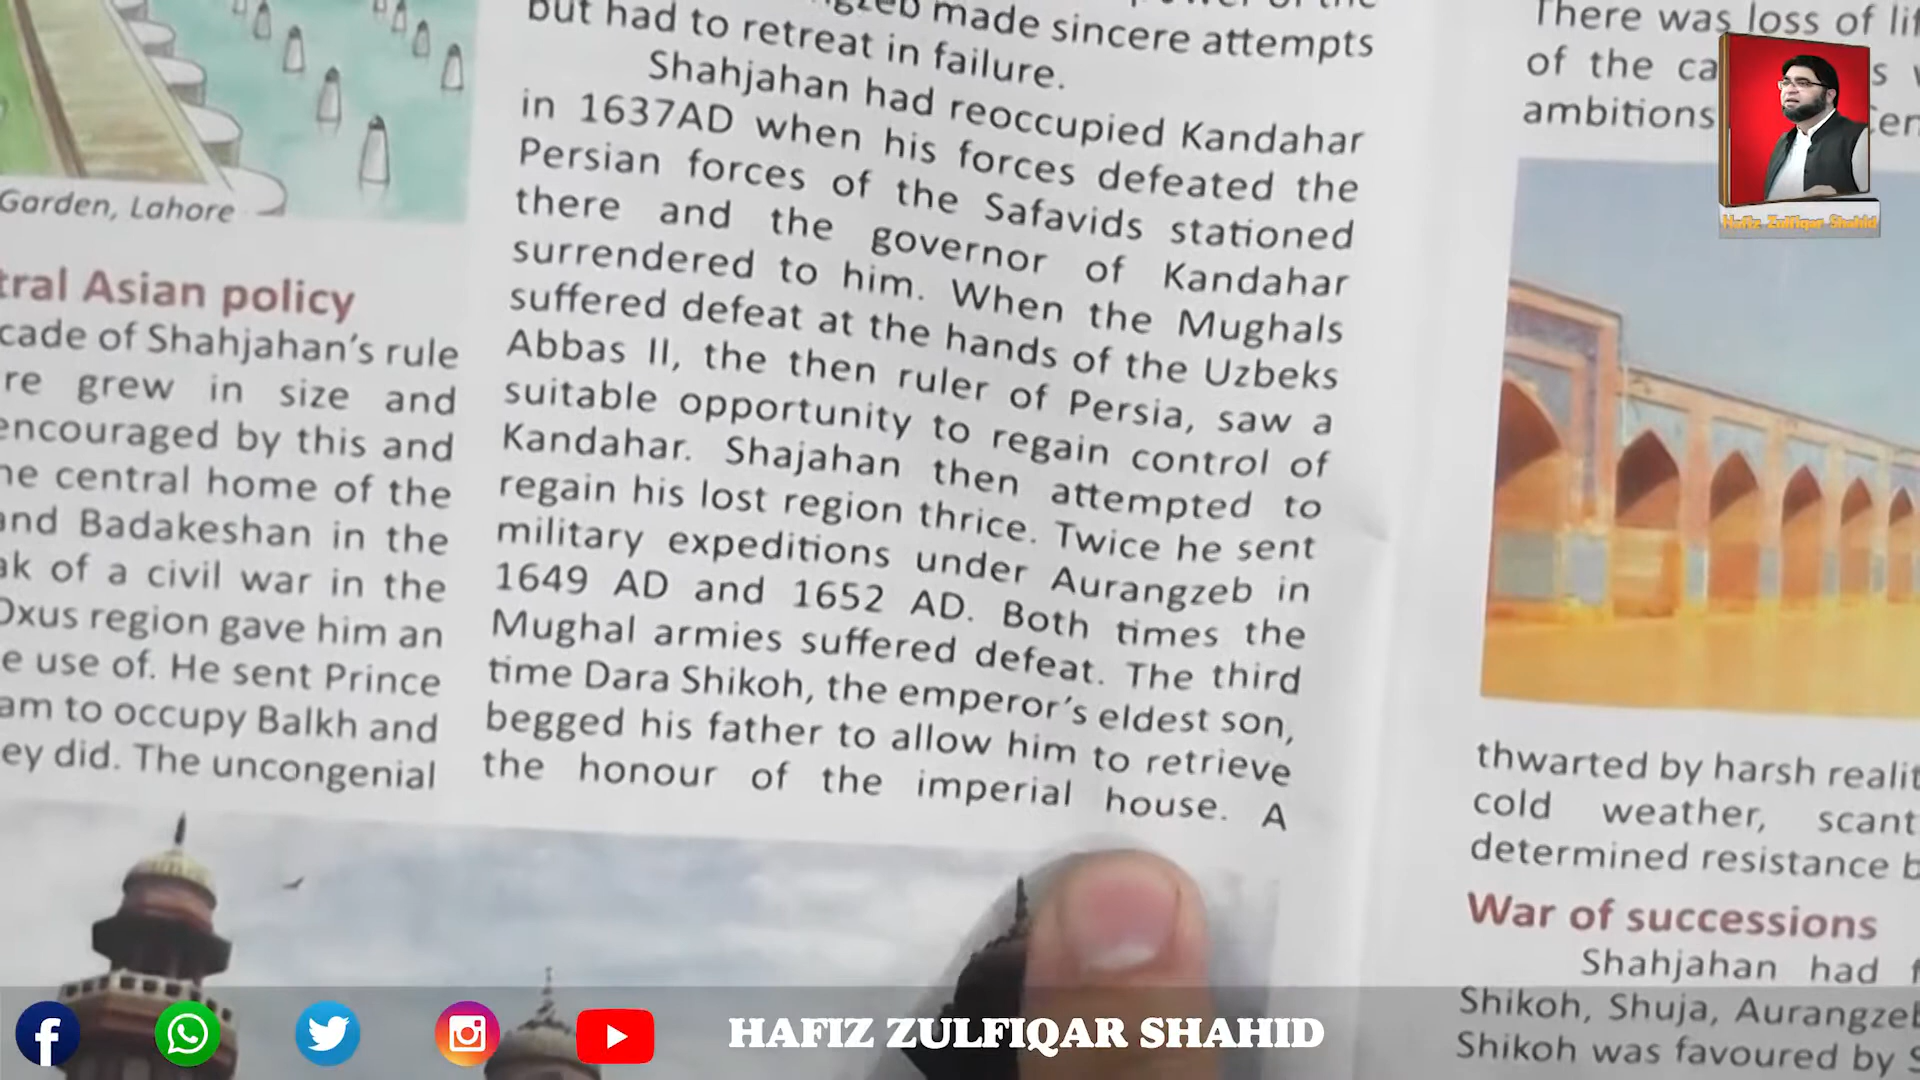 Garden, Lahore
tral Asian policy
cade of Shahjahan's rule
re grew in size and
encouraged by this and
he central home of the
and Badakeshan in the
ak of a civil war in the
Oxus region gave him an
e use of. He sent Prince
am to occupy Balkh and
ey did. The uncongenial
made sincere attempts
but had to retreat in failure.
Shahjahan had reoccupied Kandahar
in 1637AD when his forces defeated the
Persian forces of the Safavids stationed
there and the governor of Kandahar
surrendered to him. When the Mughals
suffered defeat at the hands of the Uzbeks
Abbas II, the then ruler of Persia, saw a
suitable opportunity to regain control of
Kandahar. Shajahan then attempted to
regain his lost region thrice. Twice he sent
military expeditions under Aurangzeb in
1649 AD and 1652 AD. Both times the
Mughal armies suffered defeat. The third
time Dara Shikoh, the emperor's eldest son,
begged his father to allow him to retrieve
the honour of the imperial house. A
There was loss of lif
of the ca
ambitions
Hafiz Zulfiqar Shahid
thwarted by harsh realit
cold weather, scant
determined resistance b
War of successions
Shahjahan had f
Shikoh, Shuja, Aurangzeb
Shikoh was favoured by S
HAFIZ ZULFIQAR SHAHID